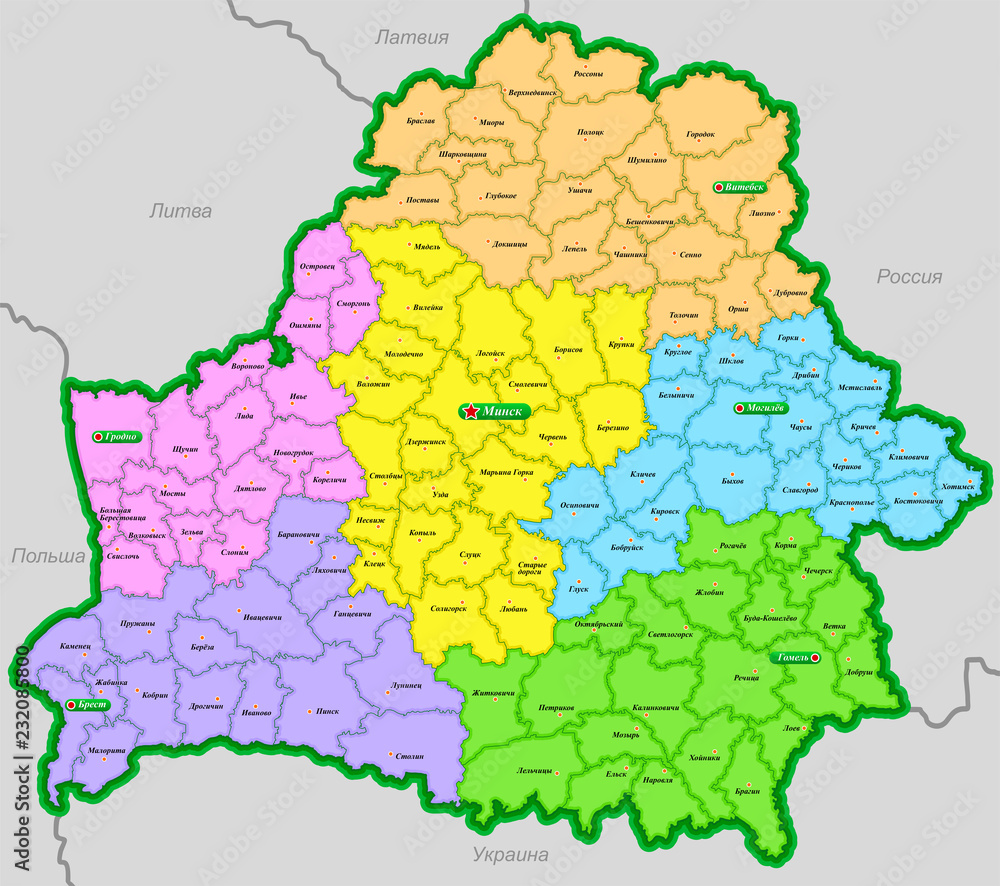 Латвия
Литва
Россия
Польша
Украина
Россоны
Верхнедвинск
Браслав
Миоры
Полоцк
Городок
Шарковщина
Шумилино
Витебск
Поставы
Глубокое
Ушачи
Бешенковичи
Лиозно
Докшицы
Лепель
Чашники
Сенно
Толочин
Орша
Дубровно
Мядель
Вилейка
Молодечно
Логойск
Борисов
Крупки
Воложин
Смолевичи
Минск
Дзержинск
Червень
Березино
Столбцы
Марьина Горка
Узда
Несвиж
Копыль
Клецк
Слуцк
Старые
дороги
Солигорск
Любань
Островец
Сморгонь
Ошмяны
Вороново
Ивье
Лида
Гродно
Щучин
Новогрудок
Мосты
Дятлово
Кореличи
Большая
Берестовица
Волковыск
Зельва
Свислочь
Слоним
Барановичи
Ляховичи
Ганцевичи
Ивацевичи
Пружаны
Берёза
Каменец
Жабинка
Кобрин
Брест
Дрогичин
Иваново
Пинск
Лунинец
Малорита
Столин
Круглое
Шклов
Горки
Дрибин
Мстиславль
Белыничи
Могилёв
Чаусы
Кричев
Климовичи
Чериков
Хотимск
Костюковичи
Краснополье
Славгород
Быхов
Кличев
Осиповичи
Кировск
Бобруйск
Глуск
Рогачёв
Корма
Чечерск
Жлобин
Буда-Кошелёво
Ветка
Октябрьский
Светлогорск
Гомель
Добруш
Речица
Житковичи
Петриков
Калинковичи
Мозырь
Лоев
Хойники
Лельчицы
Ельск
Наровля
Брагин
Adobe Stock | #232085800
Adobe Stock